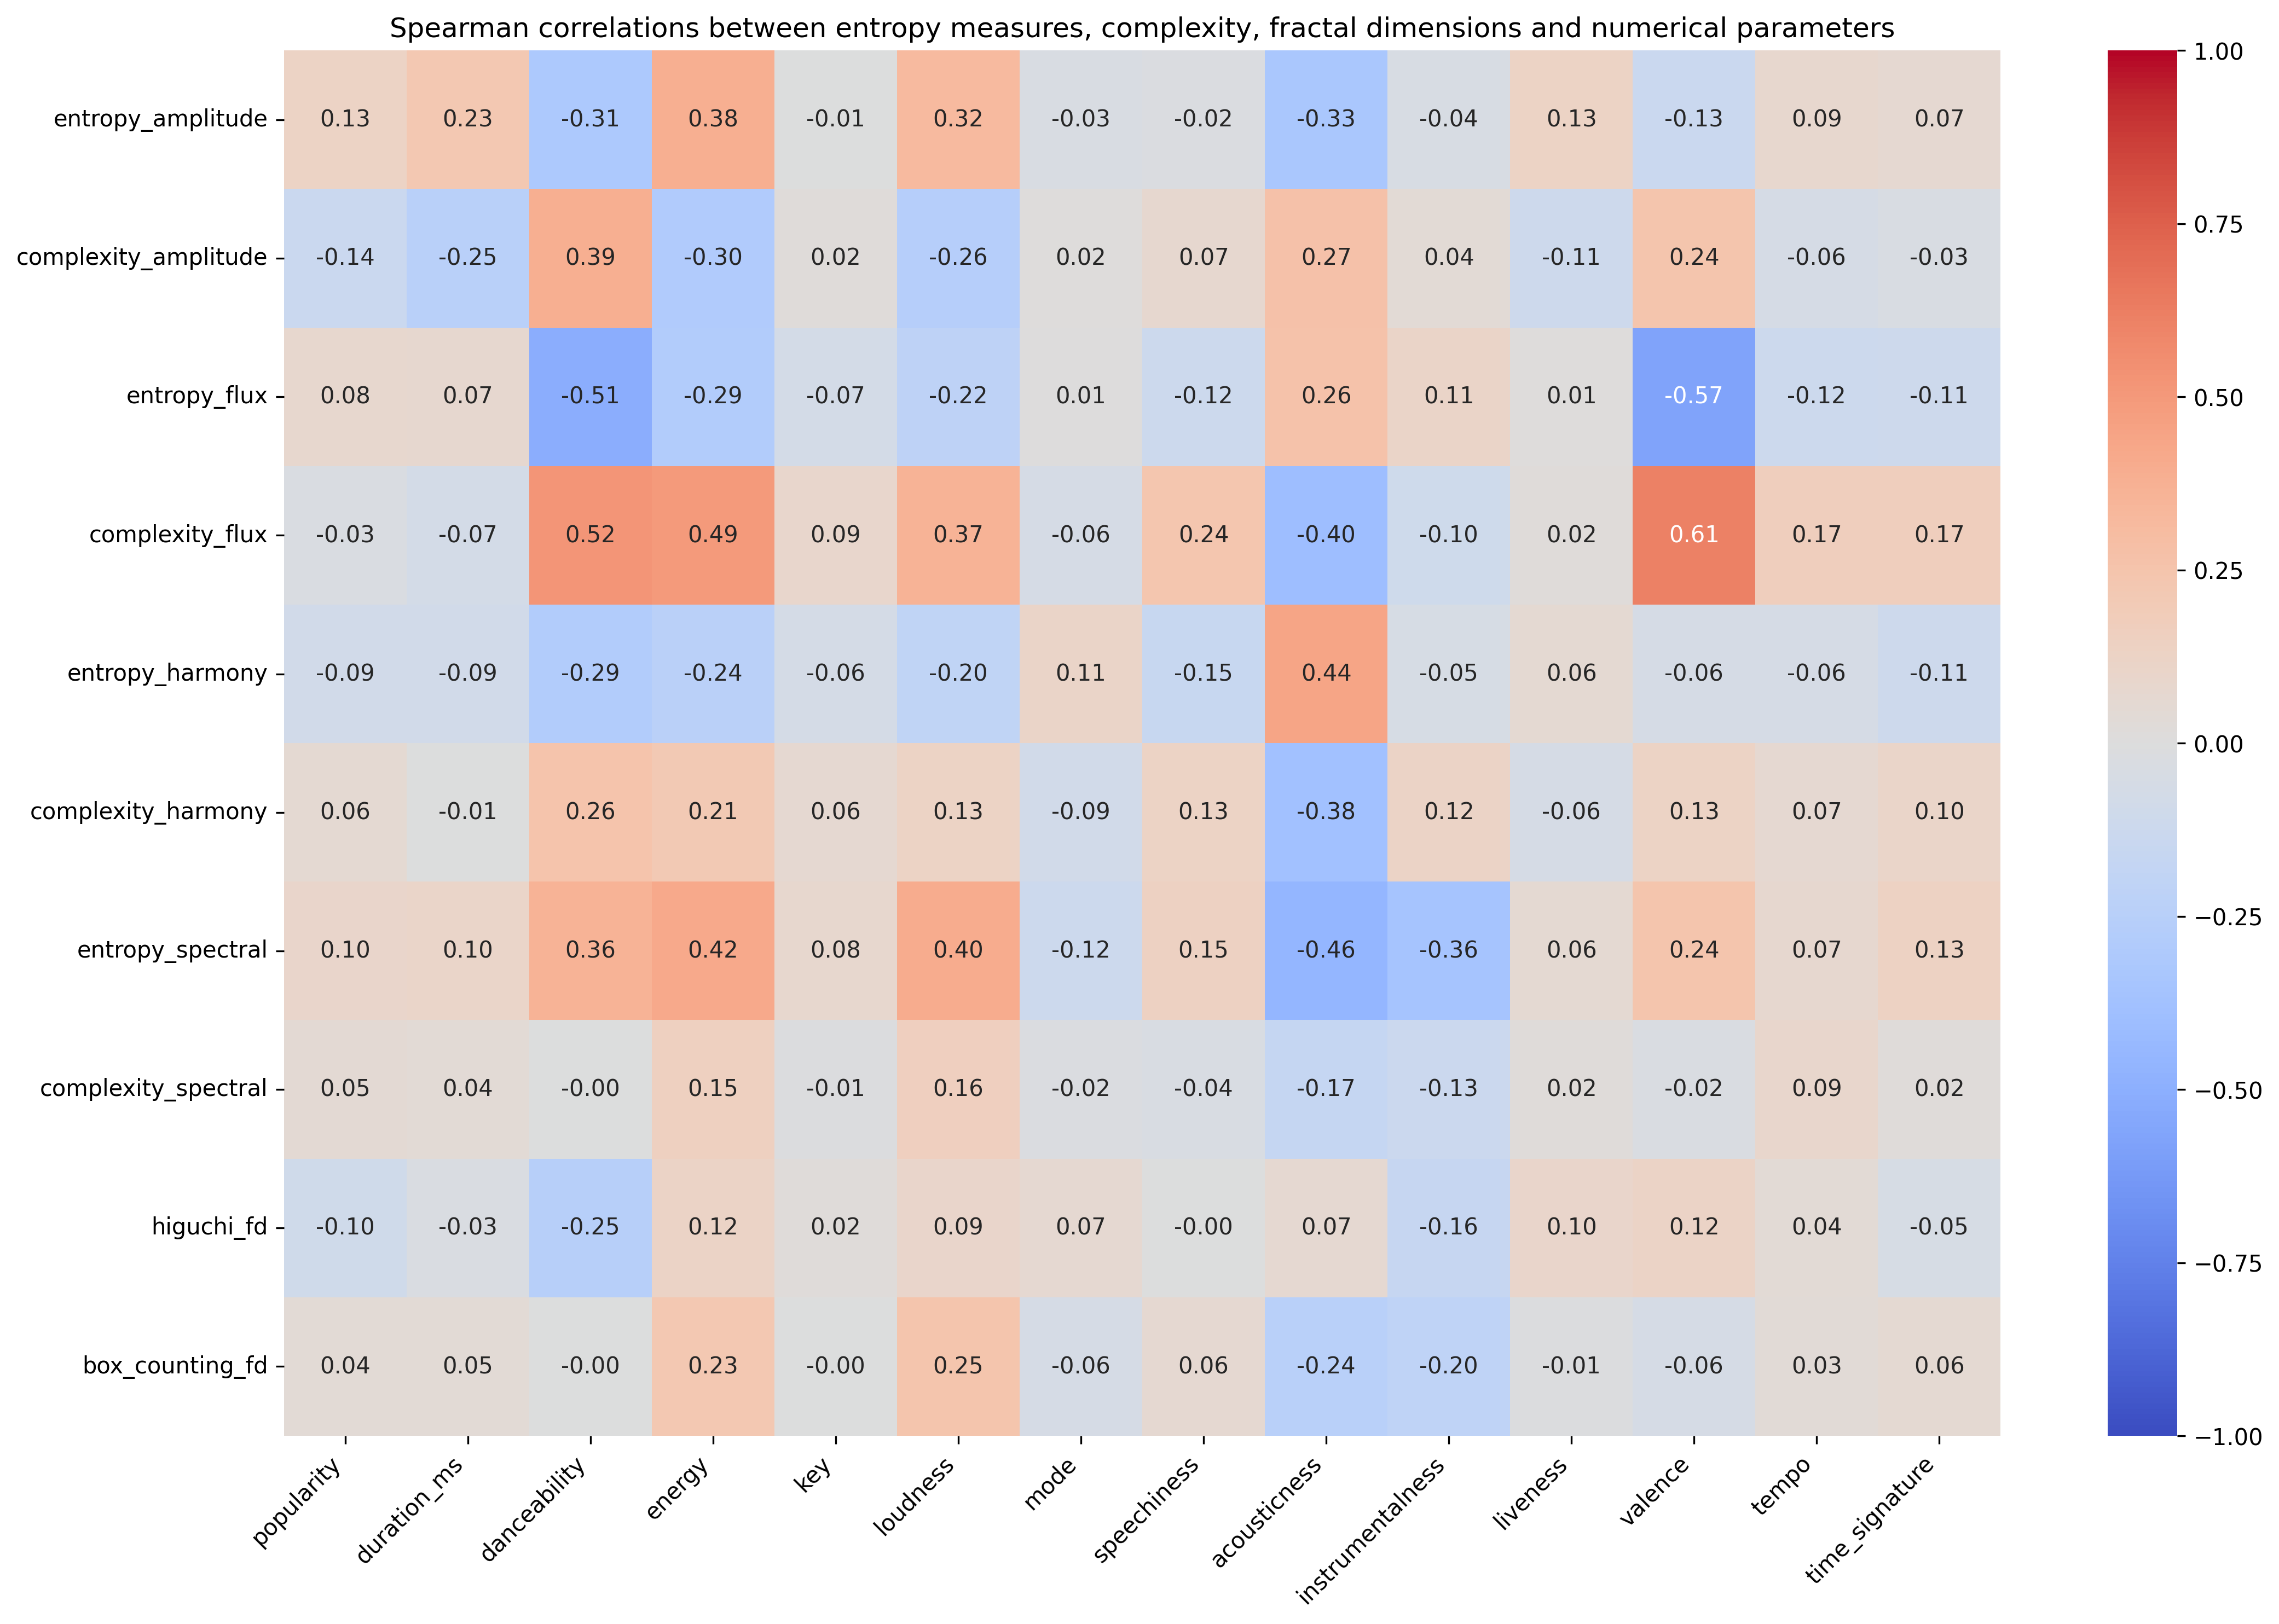 Spearman correlations between entropy measures, complexity, fractal dimensions and numerical parameters
entropy_amplitude 0.13 0.23 -0.31 0.38 -0.01 0.32 -0.03 -0.02 -0.33 -0.04 0.13 -0.13 0.09 0.07
complexity_amplitude -0.14 -0.25 0.39 -0.30 0.02 -0.26 0.02 0.07 0.27 0.04 -0.11 0.24 -0.06 -0.03
entropy_flux 0.08 0.07 -0.51 -0.29 -0.07 -0.22 0.01 -0.12 0.26 0.11 0.01 -0.57 -0.12 -0.11
complexity_flux -0.03 -0.07 0.52 0.49 0.09 0.37 -0.06 0.24 -0.40 -0.10 0.02 0.61 0.17 0.17
entropy_harmony -0.09 -0.09 -0.29 -0.24 -0.06 -0.20 0.11 -0.15 0.44 -0.05 0.06 -0.06 -0.06 -0.11
complexity_harmony 0.06 -0.01 0.26 0.21 0.06 0.13 -0.09 0.13 -0.38 0.12 -0.06 0.13 0.07 0.10
entropy_spectral 0.10 0.10 0.36 0.42 0.08 0.40 -0.12 0.15 -0.46 -0.36 0.06 0.24 0.07 0.13
complexity_spectral 0.05 0.04 -0.00 0.15 -0.01 0.16 -0.02 -0.04 -0.17 -0.13 0.02 -0.02 0.09 0.02
higuchi_fd -0.10 -0.03 -0.25 0.12 0.02 0.09 0.07 -0.00 0.07 -0.16 0.10 0.12 0.04 -0.05
box_counting_fd 0.04 0.05 -0.00 0.23 -0.00 0.25 -0.06 0.06 -0.24 -0.20 -0.01 -0.06 0.03 0.06
popularity duration_ms danceability energy key loudness mode speechiness acousticness instrumentalness liveness valence tempo time_signature
1.00
0.75
0.50
0.25
0.00
−0.25
−0.50
−0.75
−1.00